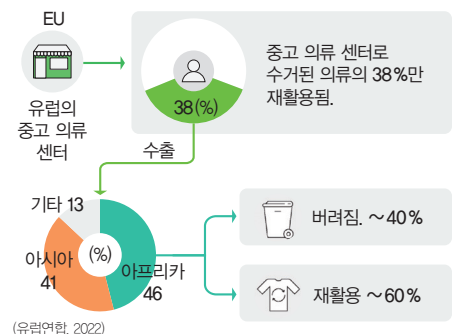 EU
유럽의
중고 의류
센터
38(%)
중고 의류 센터로
수거된 의류의 38%만
재활용됨.
수출
기타 13
(%)
아시아
41
아프리카
46
버려짐. ~40%
재활용 ~60%
(유럽연합, 2022)